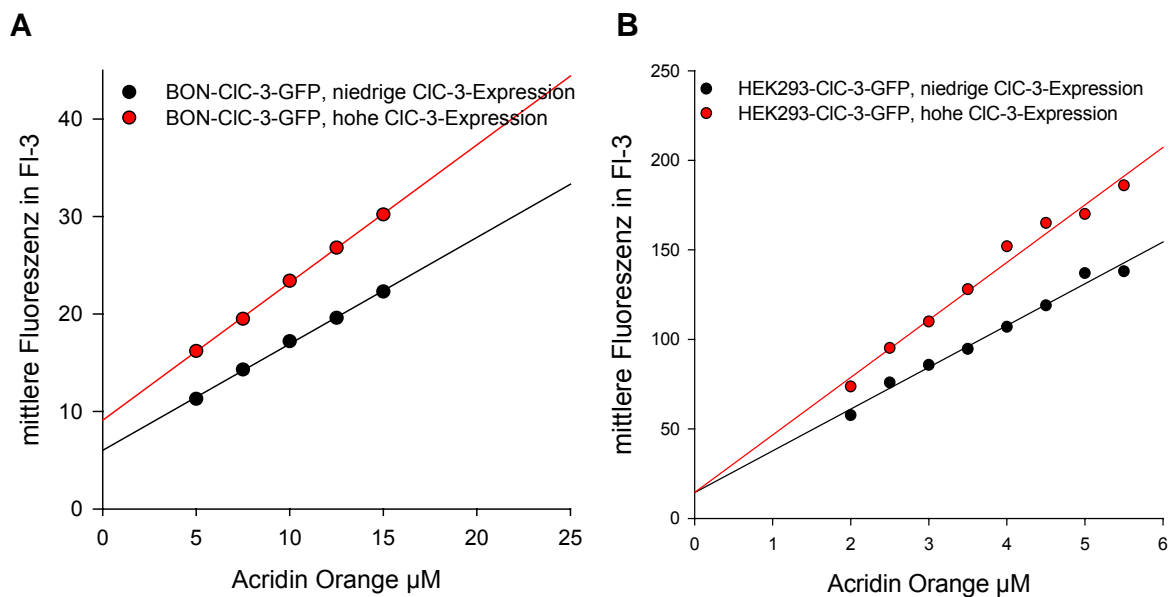 A
BON-ClC-3-GFP, niedrige ClC-3-Expression
BON-ClC-3-GFP, hohe ClC-3-Expression
mittlere Fluoreszenz in Fl-3
40
30
20
10
0
0 5 10 15 20 25
Acridin Orange µM
B
HEK293-ClC-3-GFP, niedrige ClC-3-Expression
HEK293-ClC-3-GFP, hohe ClC-3-Expression
mittlere Fluoreszenz in Fl-3
250
200
150
100
50
0
0 1 2 3 4 5 6
Acridin Orange µM